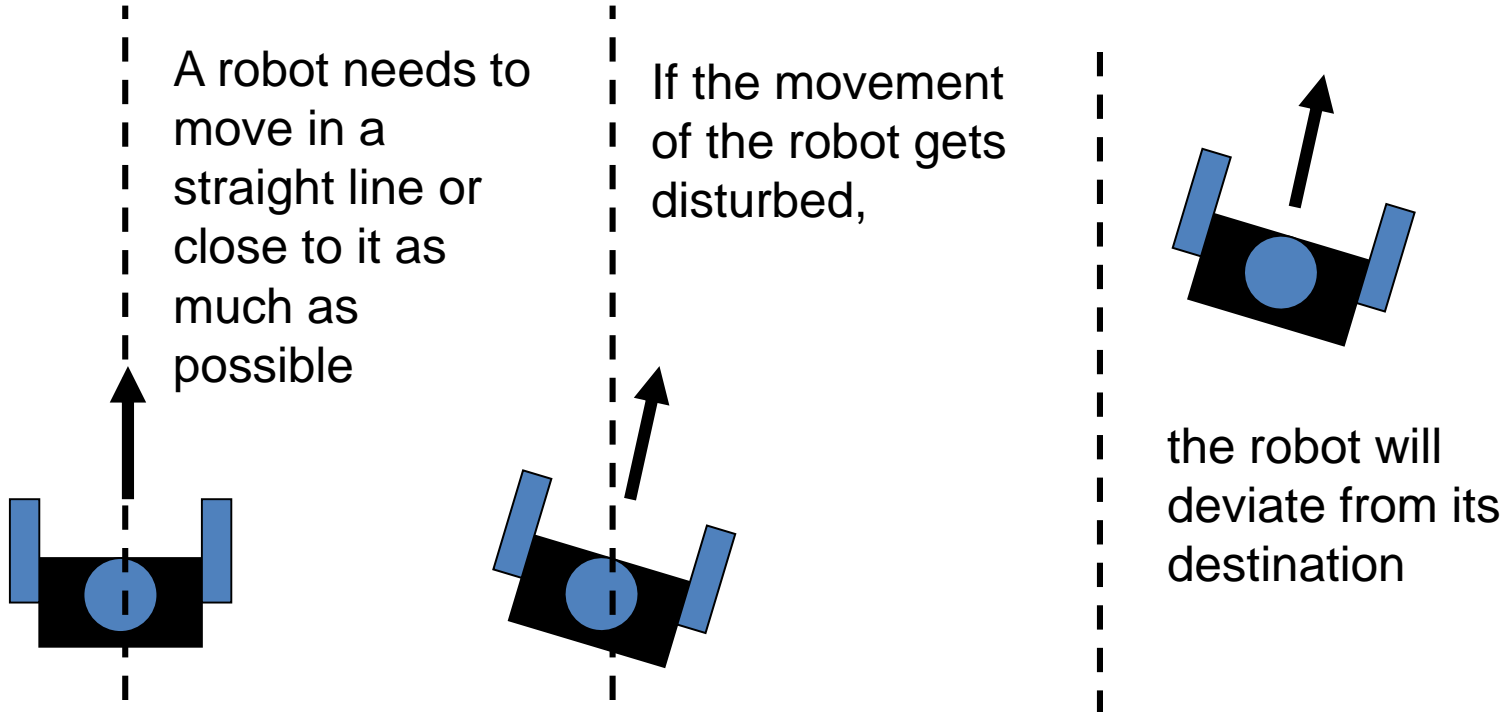 A robot needs to
move in a
straight line or
close to it as
much as
possible
If the movement
of the robot gets
disturbed,
the robot will
deviate from its
destination